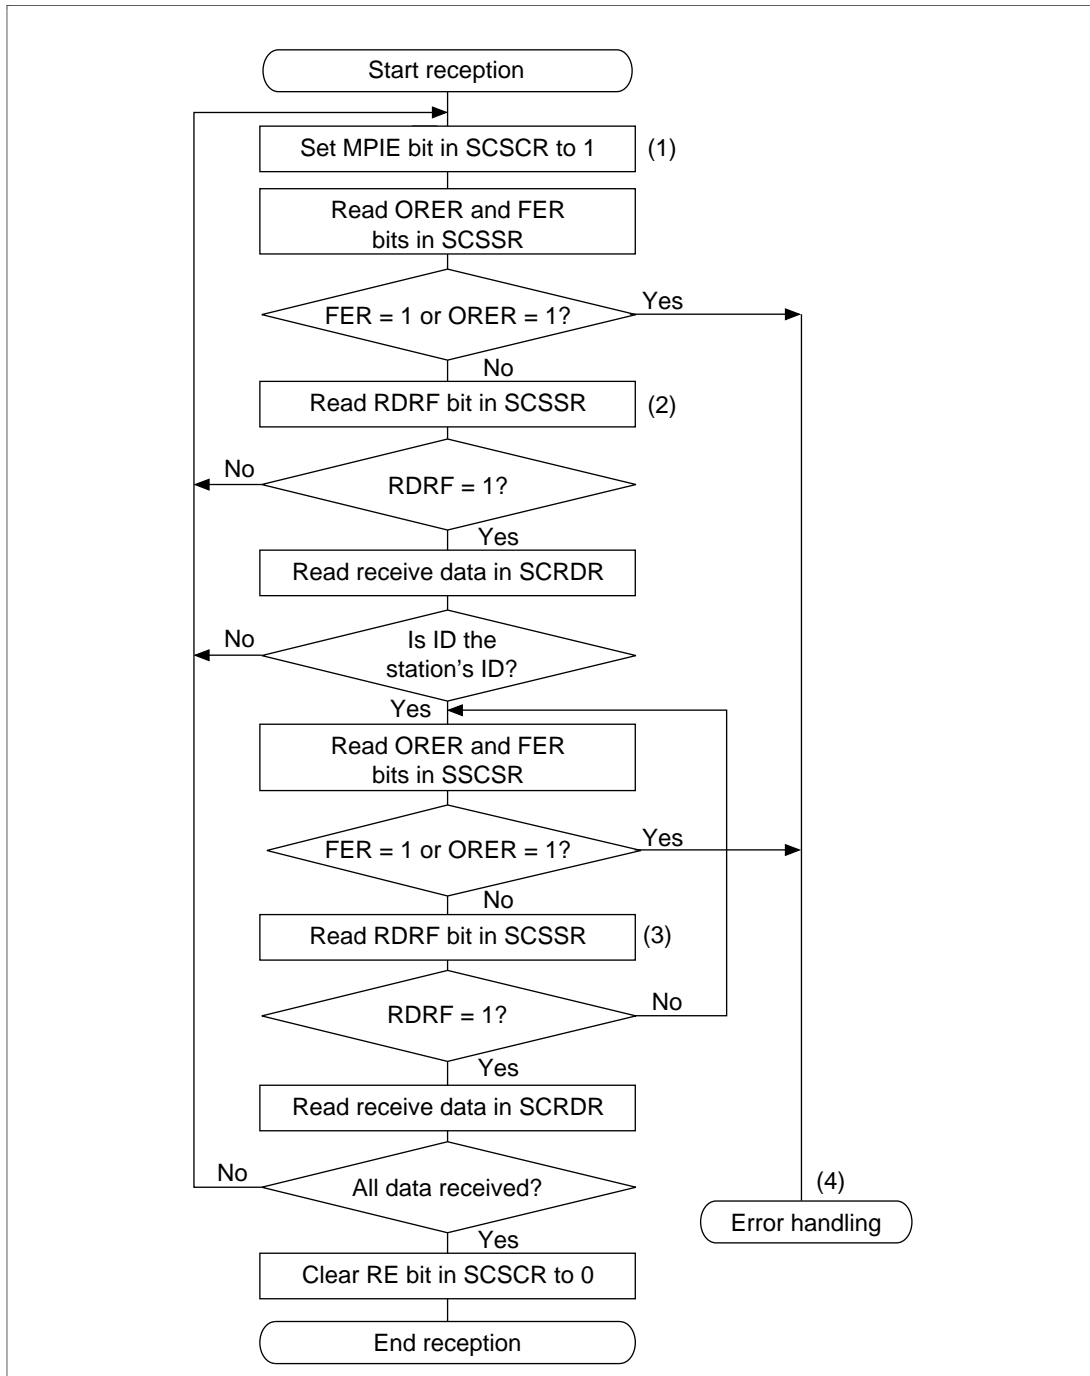 Start reception
Set MPIE bit in SCSCR to 1
(1)
Read ORER and FER
bits in SCSSR
FER = 1 or ORER = 1?
Yes
No
Read RDRF bit in SCSSR
(2)
No
RDRF = 1?
Yes
Read receive data in SCRDR
No
Is ID the
station's ID?
Yes
Read ORER and FER
bits in SSCSR
FER = 1 or ORER = 1?
Yes
No
Read RDRF bit in SCSSR
(3)
RDRF = 1?
No
Yes
Read receive data in SCRDR
No
All data received?
(4)
Error handling
Yes
Clear RE bit in SCSCR to 0
End reception